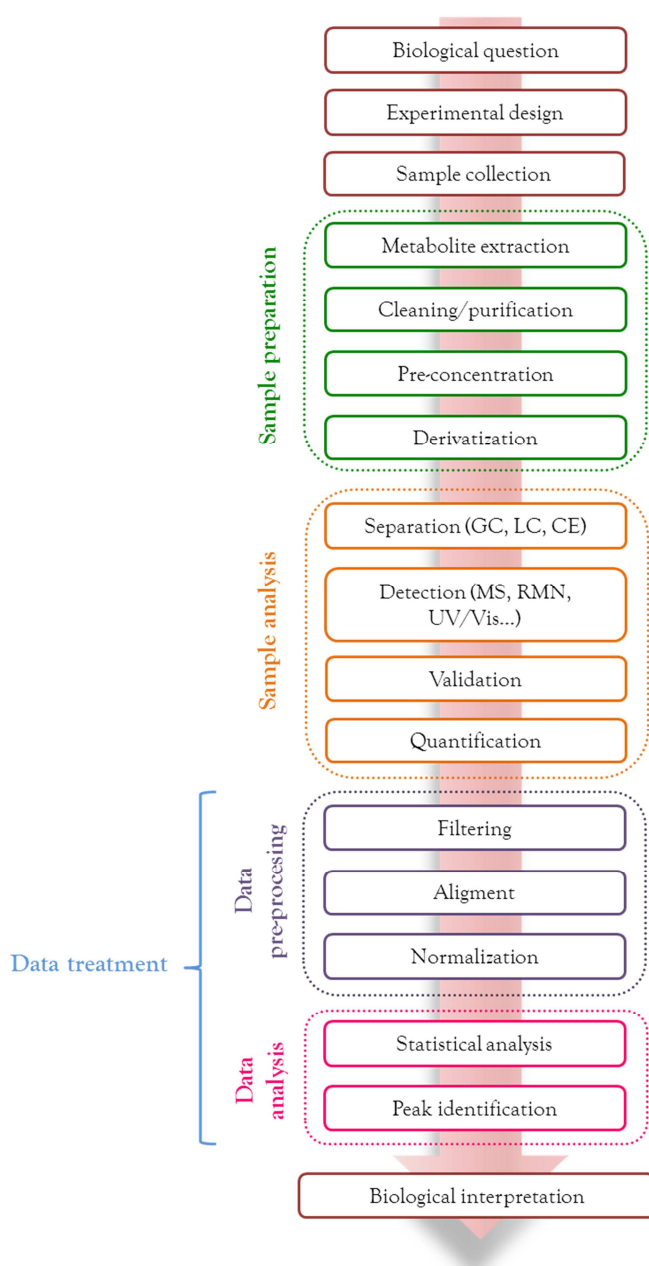 Biological question
Experimental design
Sample collection
Sample preparation
Metabolite extraction
Cleaning/purification
Pre-concentration
Derivatization
Sample analysis
Separation (GC, LC, CE)
Detection (MS, RMN,
UV/Vis...)
Validation
Quantification
Data treatment
Data
pre-procesing
Filtering
Aligment
Normalization
Data
analysis
Statistical analysis
Peak identification
Biological interpretation